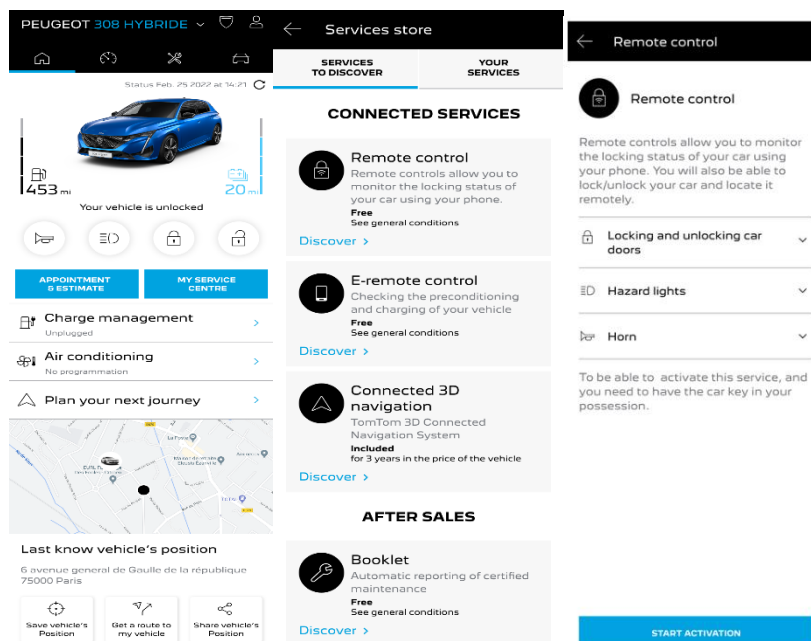 PEUGEOT 308 HYBRIDE
Status Feb. 25 2022 at 14:21
453 mi
20 mi
Your vehicle is unlocked
APPOINTMENT
& ESTIMATE
MY SERVICE
CENTRE
Charge management
Unplugged
Air conditioning
No programmation
Plan your next journey
La Poste
Last know vehicle's position
6 avenue general de Gaulle de la république
75000 Paris
Save vehicle's
Position
Get a route to
my vehicle
Share vehicle's
Position
Services store
SERVICES
TO DISCOVER
YOUR
SERVICES
CONNECTED SERVICES
Remote control
Remote controls allow you to
monitor the locking status of
your car using your phone.
Free
See general conditions
Discover >
E-remote control
Checking the preconditioning
and charging of your vehicle
Free
See general conditions
Discover >
Connected 3D
navigation
TomTom 3D Connected
Navigation System
Included
for 3 years in the price of the vehicle
Discover >
AFTER SALES
Booklet
Automatic reporting of certified
maintenance
Free
See general conditions
Discover >
Remote control
Remote control
Remote controls allow you to monitor
the locking status of your car using
your phone. You will also be able to
lock/unlock your car and locate it
remotely.
Locking and unlocking car
doors
Hazard lights
Horn
To be able to activate this service, and
you need to have the car key in your
possession.
START ACTIVATION